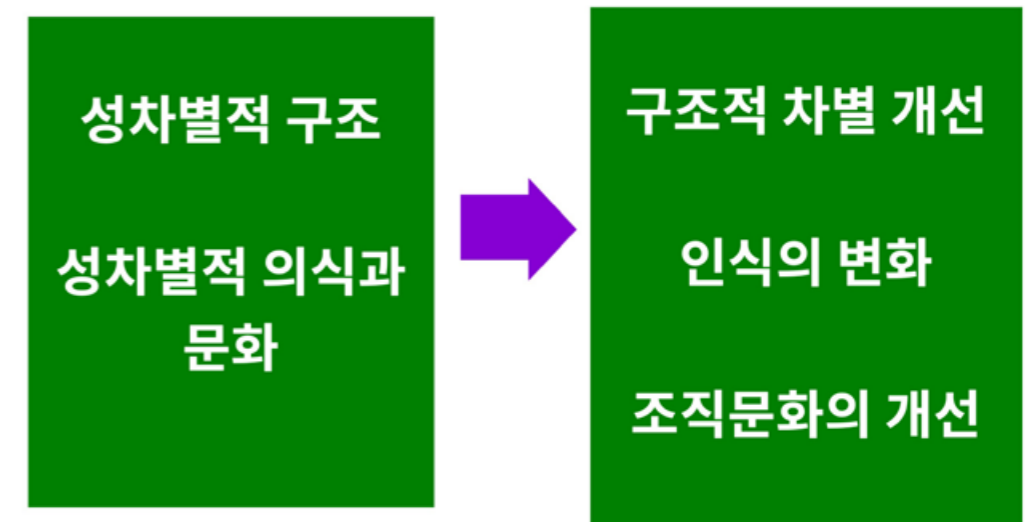 성차별적 구조
성차별적 의식과
문화
구조적 차별 개선
인식의 변화
조직문화의 개선